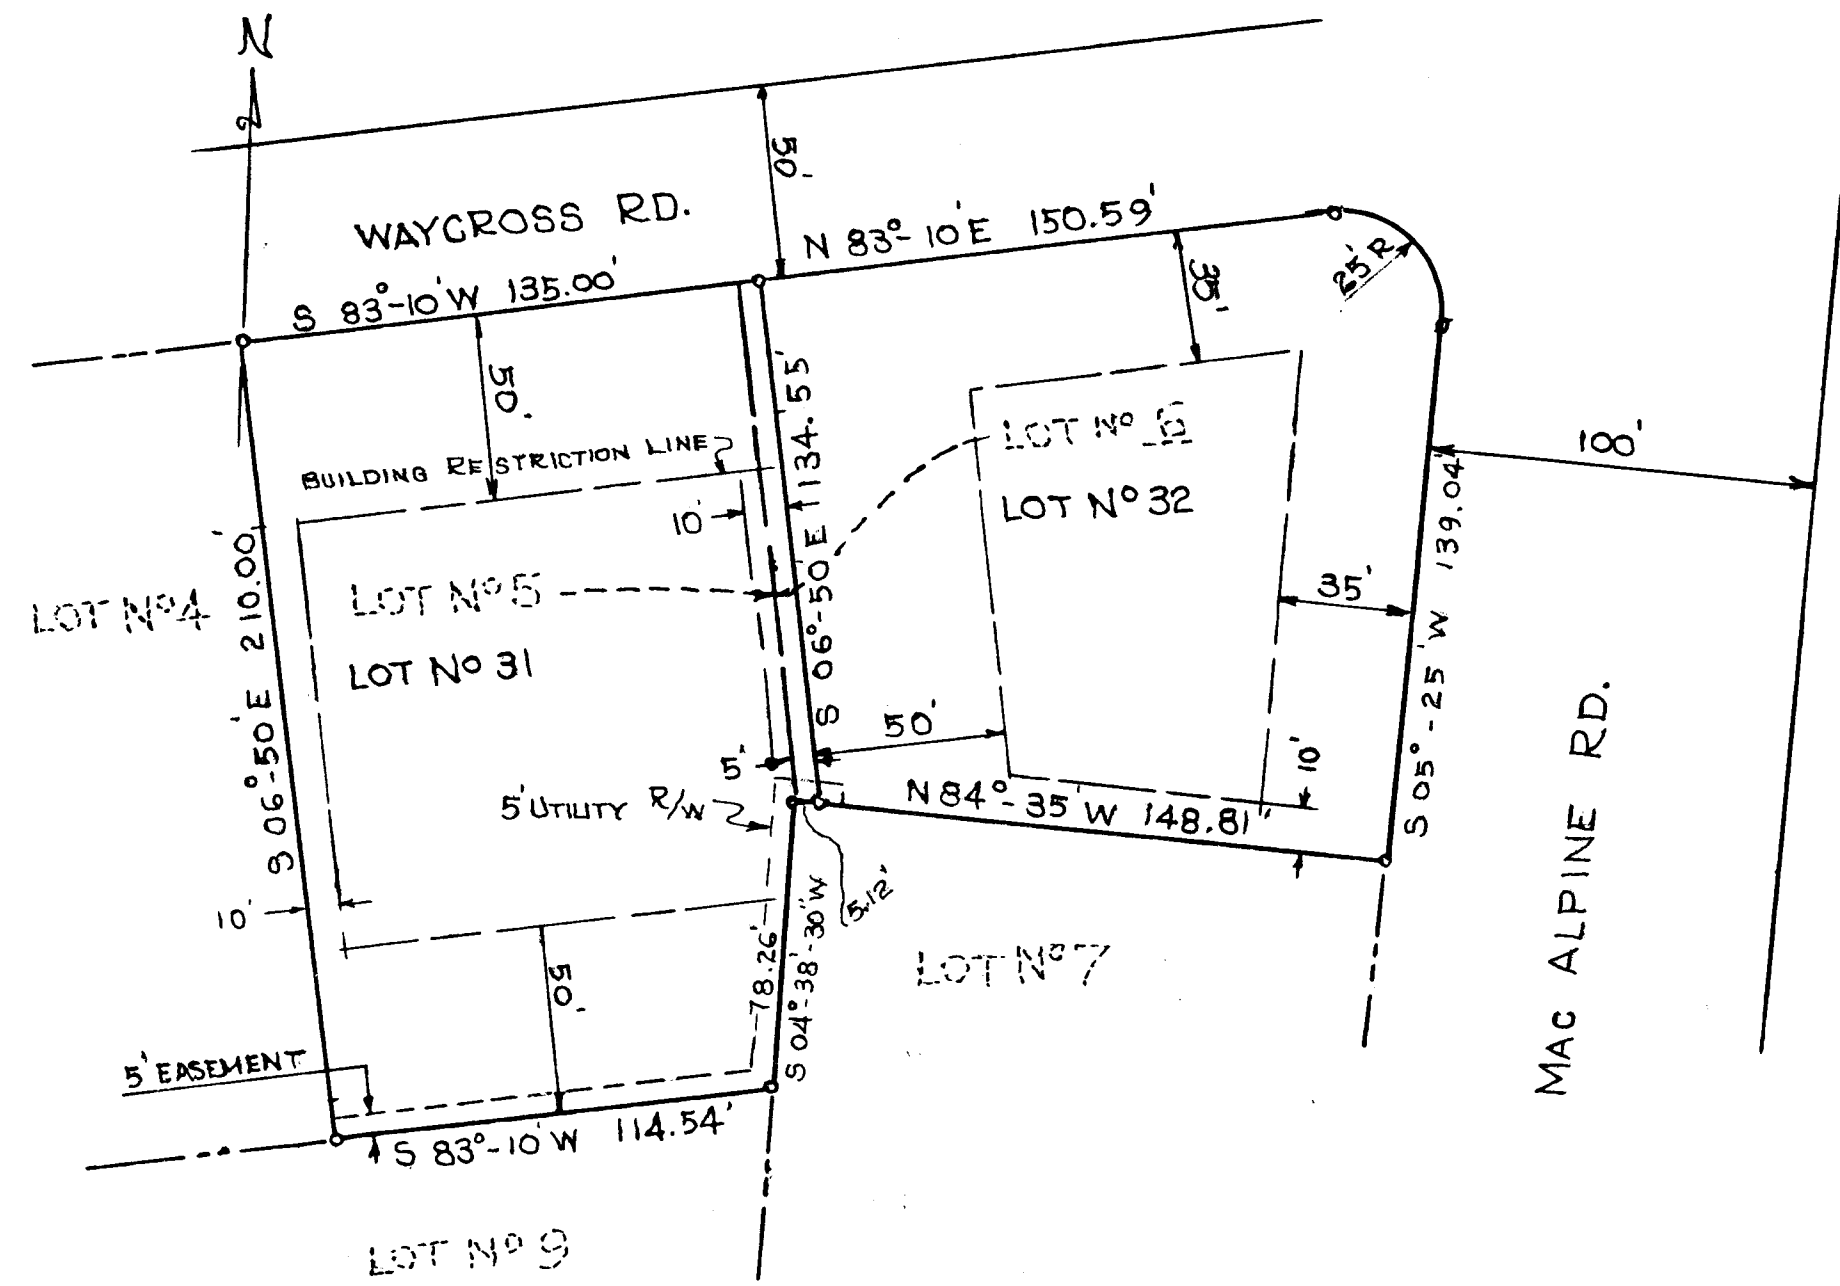 N
WAYCROSS RD.
50'
S 83°-10'W 135.00'
N 83°-10'E 150.59'
25' R
35'
50'
BUILDING RESTRICTION LINE
10'
S 06°-50'E 134.55'
LOT Nº 6
LOT Nº 32
100'
LOT Nº 4
S 06°-50'E 210.00'
LOT Nº 5
LOT Nº 31
35'
S 05°-25'W 139.04'
MAC ALPINE RD.
50'
5'
5' UTILITY R/W
N 84°-35'W 148.81'
10'
5.12'
10'
78.26'
S 04°-38'-30"W
LOT Nº 7
50'
5' EASEMENT
S 83°-10'W 114.54'
LOT Nº 9